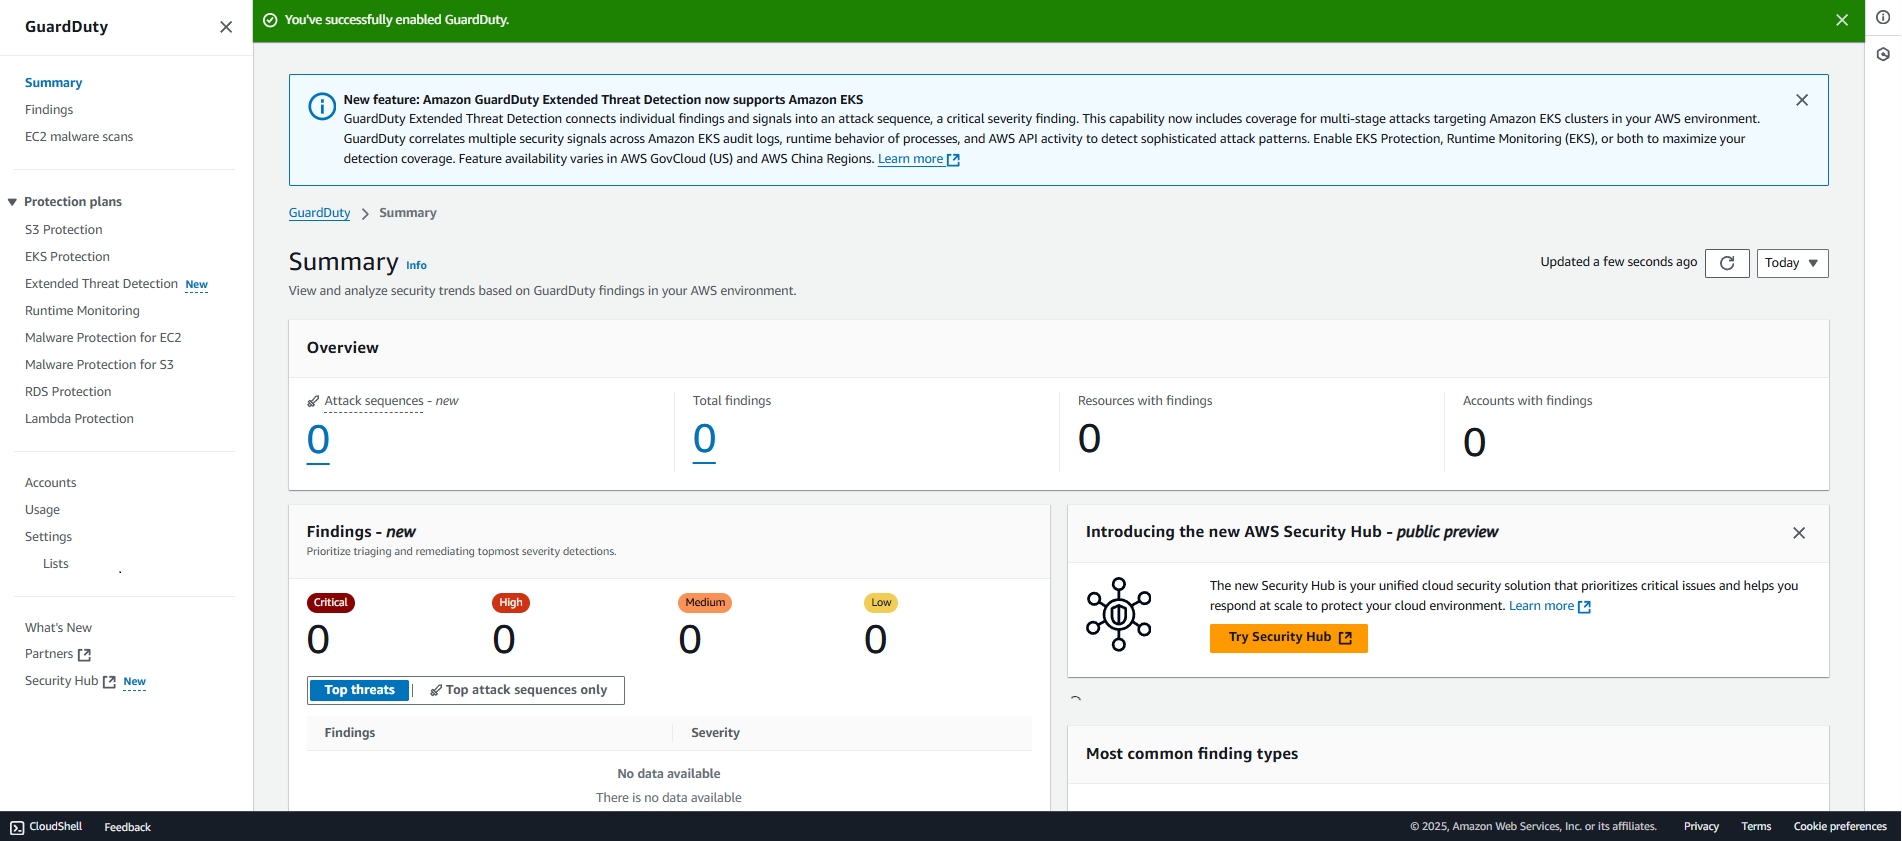 GuardDuty
Summary
Findings
EC2 malware scans
Protection plans
S3 Protection
EKS Protection
Extended Threat Detection New
Runtime Monitoring
Malware Protection for EC2
Malware Protection for S3
RDS Protection
Lambda Protection
Accounts
Usage
Settings
Lists
What's New
Partners
Security Hub New
You've successfully enabled GuardDuty.
New feature: Amazon GuardDuty Extended Threat Detection now supports Amazon EKS
GuardDuty Extended Threat Detection connects individual findings and signals into an attack sequence, a critical severity finding. This capability now includes coverage for multi-stage attacks targeting Amazon EKS clusters in your AWS environment.
GuardDuty correlates multiple security signals across Amazon EKS audit logs, runtime behavior of processes, and AWS API activity to detect sophisticated attack patterns. Enable EKS Protection, Runtime Monitoring (EKS), or both to maximize your
detection coverage. Feature availability varies in AWS GovCloud (US) and AWS China Regions. Learn more
GuardDuty > Summary
Summary Info
Updated a few seconds ago
Today
View and analyze security trends based on GuardDuty findings in your AWS environment.
Overview
Attack sequences - new
0
Total findings
0
Resources with findings
0
Accounts with findings
0
Findings - new
Prioritize triaging and remediating topmost severity detections.
Critical
0
High
0
Medium
0
Low
0
Top threats
Top attack sequences only
Findings
Severity
No data available
There is no data available
Introducing the new AWS Security Hub - public preview
The new Security Hub is your unified cloud security solution that prioritizes critical issues and helps you
respond at scale to protect your cloud environment. Learn more
Try Security Hub
Most common finding types
CloudShell
Feedback
© 2025, Amazon Web Services, Inc. or its affiliates.
Privacy
Terms
Cookie preferences